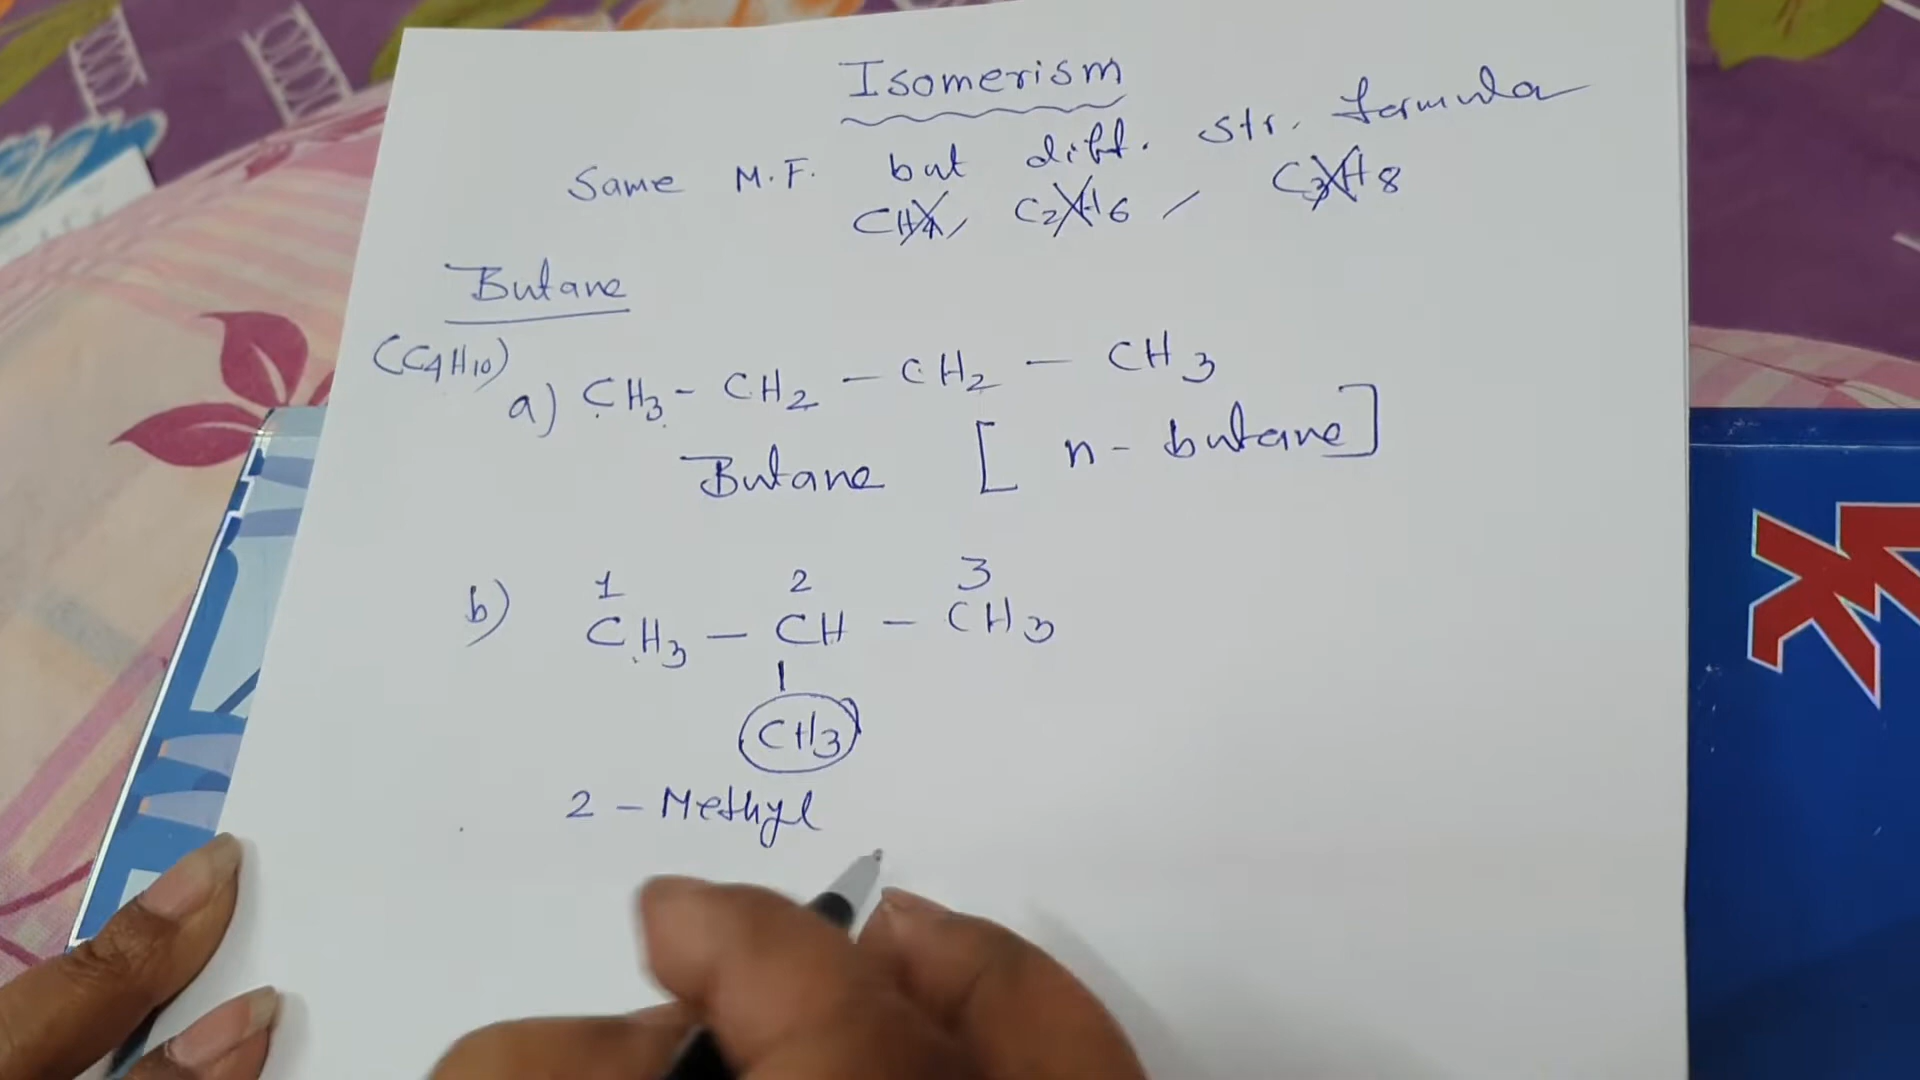 Isomerism
Same M.F. but diff. str. formula
CH4, C2H6, C3H8
Butane
(C4H10)
a) CH3 - CH2 - CH2 - CH3
Butane [n-butane]
1 2 3
b) CH3 - CH - CH3
|
CH3
2 - Methyl